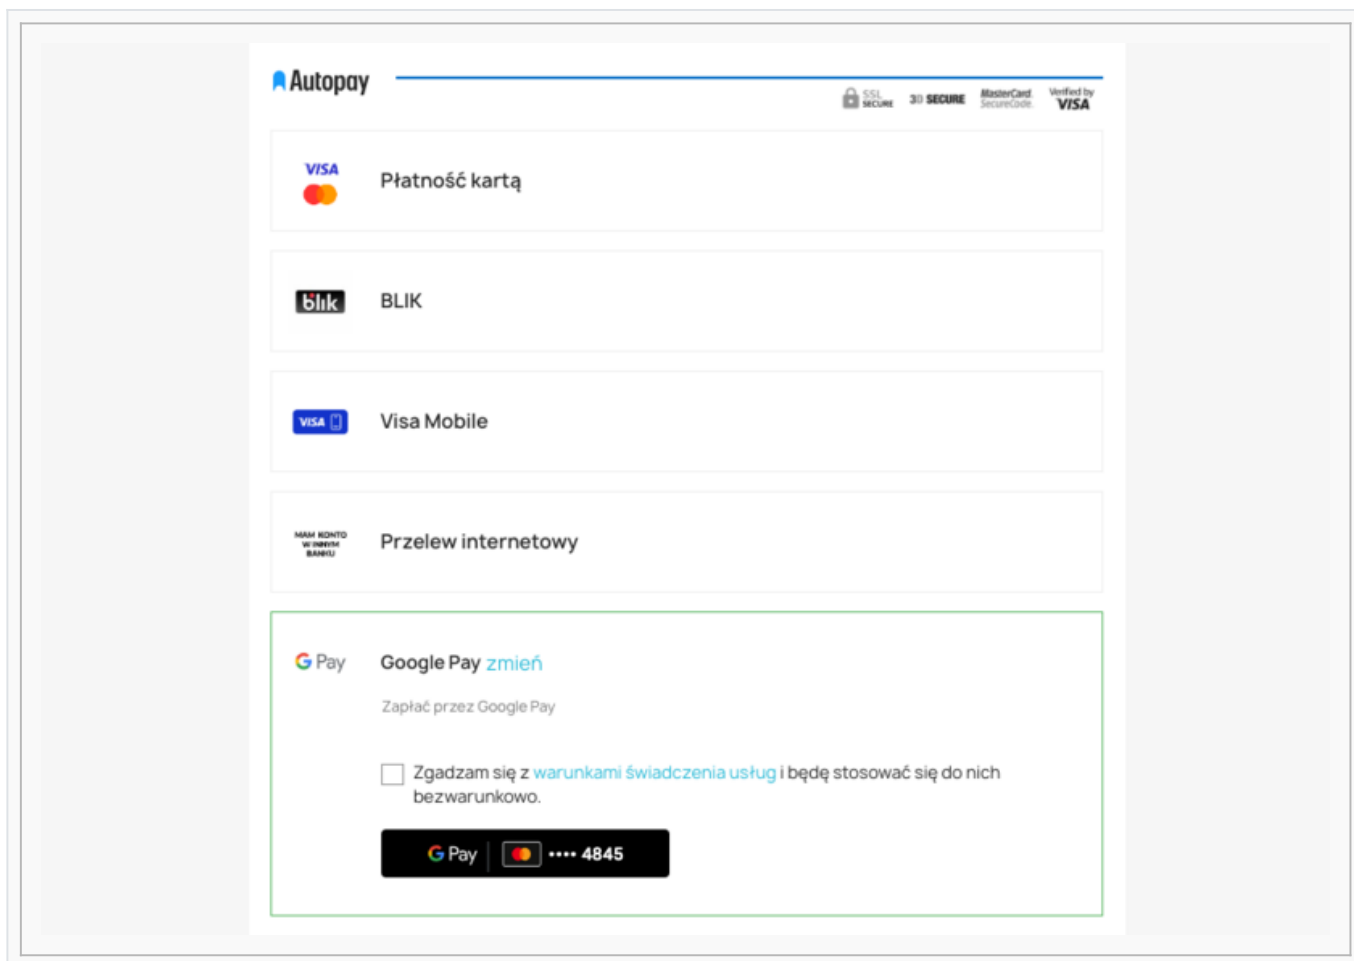 Autopay
SSL SECURE 3D SECURE MasterCard. SecureCode. Verified by VISA
VISA
Płatność kartą
blik BLIK
VISA Visa Mobile
MAM KONTO
W INNYM
BANKU
Przelew internetowy
G Pay Google Pay zmień
Zapłać przez Google Pay
Zgadzam się z warunkami świadczenia usług i będę stosować się do nich
bezwarunkowo.
G Pay •••• 4845